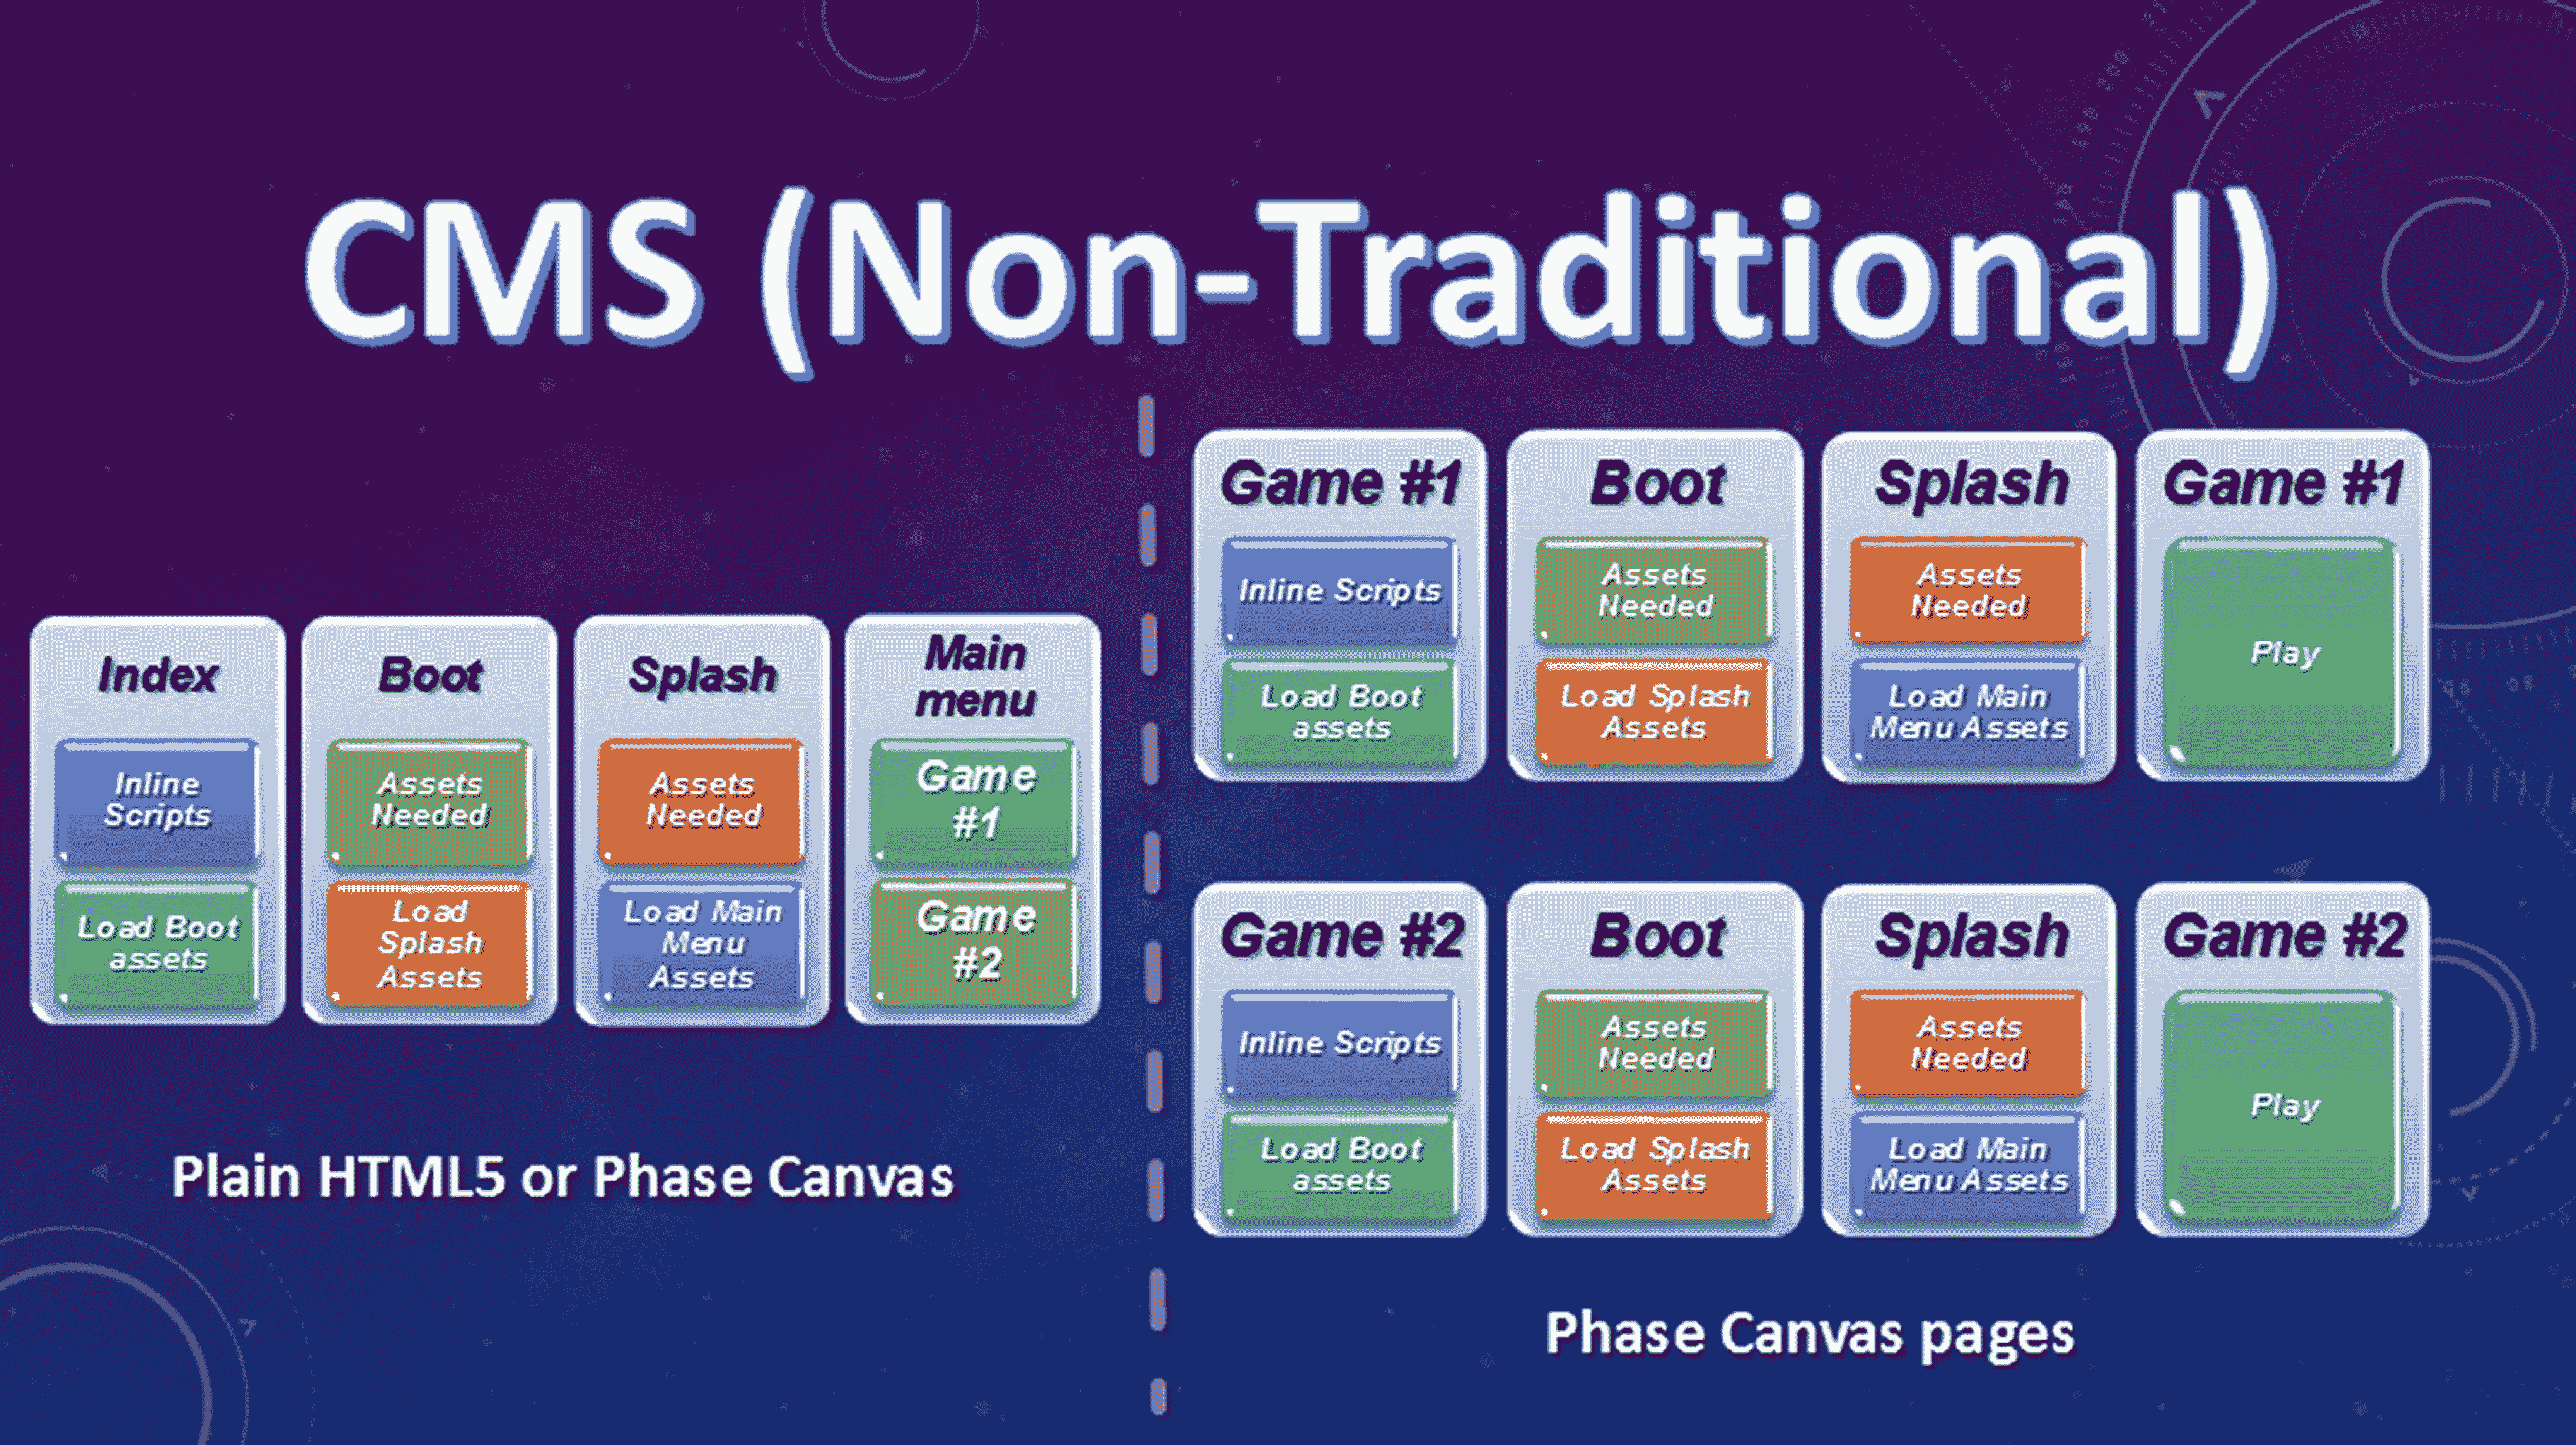 CMS (Non-Traditional)
Index
Inline
Scripts
Load Boot
assets
Boot
Assets
Needed
Load
Splash
Assets
Splash
Assets
Needed
Load Main
Menu
Assets
Main
menu
Game
#1
Game
#2
Plain HTML5 or Phase Canvas
Game #1
Inline Scripts
Load Boot
assets
Boot
Assets
Needed
Load Splash
Assets
Splash
Assets
Needed
Load Main
Menu Assets
Game #1
Play
Game #2
Inline Scripts
Load Boot
assets
Boot
Assets
Needed
Load Splash
Assets
Splash
Assets
Needed
Load Main
Menu Assets
Game #2
Play
Phase Canvas pages